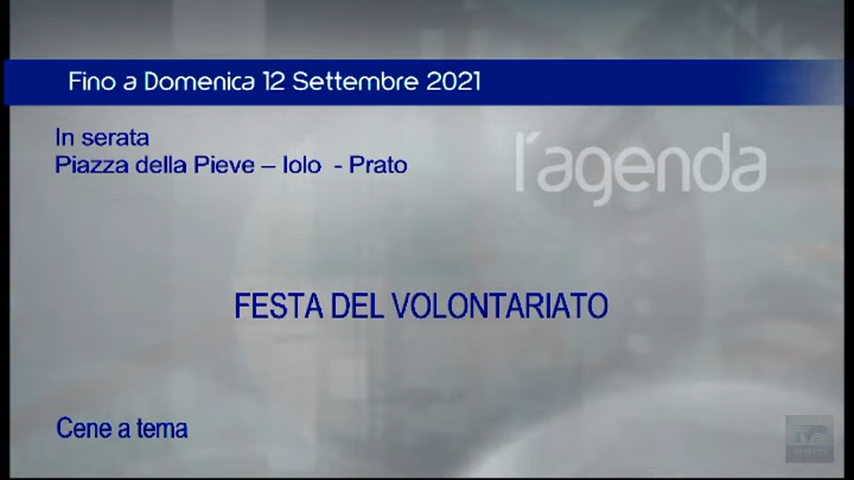 Fino a Domenica 12 Settembre 2021
In serata
Piazza della Pieve – Iolo - Prato
l'agenda
FESTA DEL VOLONTARIATO
Cene a tema